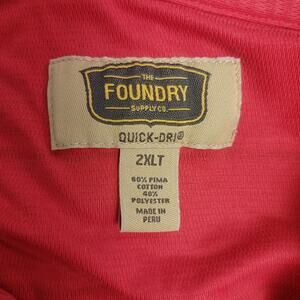 THE
FOUNDRY
SUPPLY CO.
QUICK-DRI®
2XLT
60% PIMA
COTTON
40%
POLYESTER
MADE IN
PERU